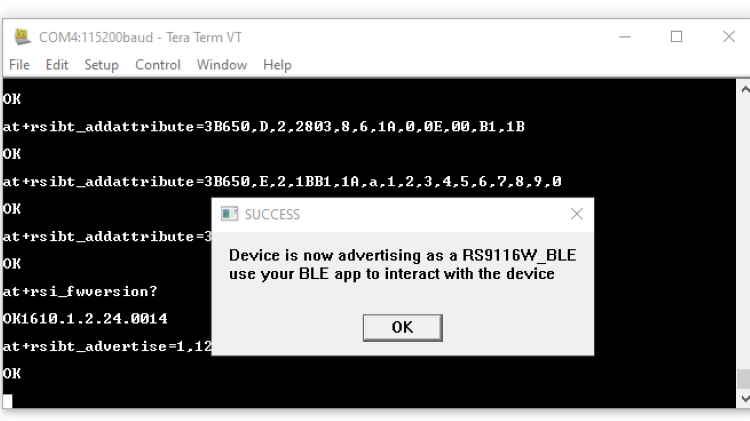 COM4:115200baud - Tera Term VT
File Edit Setup Control Window Help
OK
at+rsibt_addattribute=3B650,D,2,2803,8,6,1A,0,0E,00,B1,1B
OK
at+rsibt_addattribute=3B650,E,2,1BB1,1A,a,1,2,3,4,5,6,7,8,9,0
OK
at+rsibt_addattribute=3
OK
at+rsi_fwversion?
OK1610.1.2.24.0014
at+rsibt_advertise=1,12
OK
SUCCESS
Device is now advertising as a RS9116W_BLE
use your BLE app to interact with the device
OK